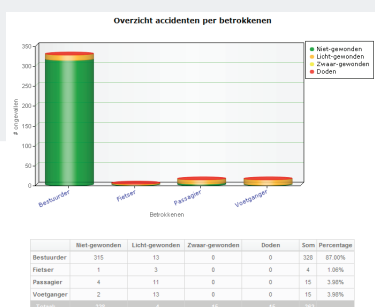 Overzicht accidenten per betrokkenen
Niet-gewonden
Licht-gewonden
Zwaar-gewonden
Doden
# ongevallen
350
300
250
200
150
100
50
0
Bestuurder
Fietser
Passagier
Voetganger
Betrokkenen
Niet-gewonden Licht-gewonden Zwaar-gewonden Doden Som Percentage
Bestuurder 315 13 0 0 328 87.00%
Fietser 1 3 0 0 4 1.06%
Passagier 4 11 0 0 15 3.98%
Voetganger 2 13 0 0 15 3.98%